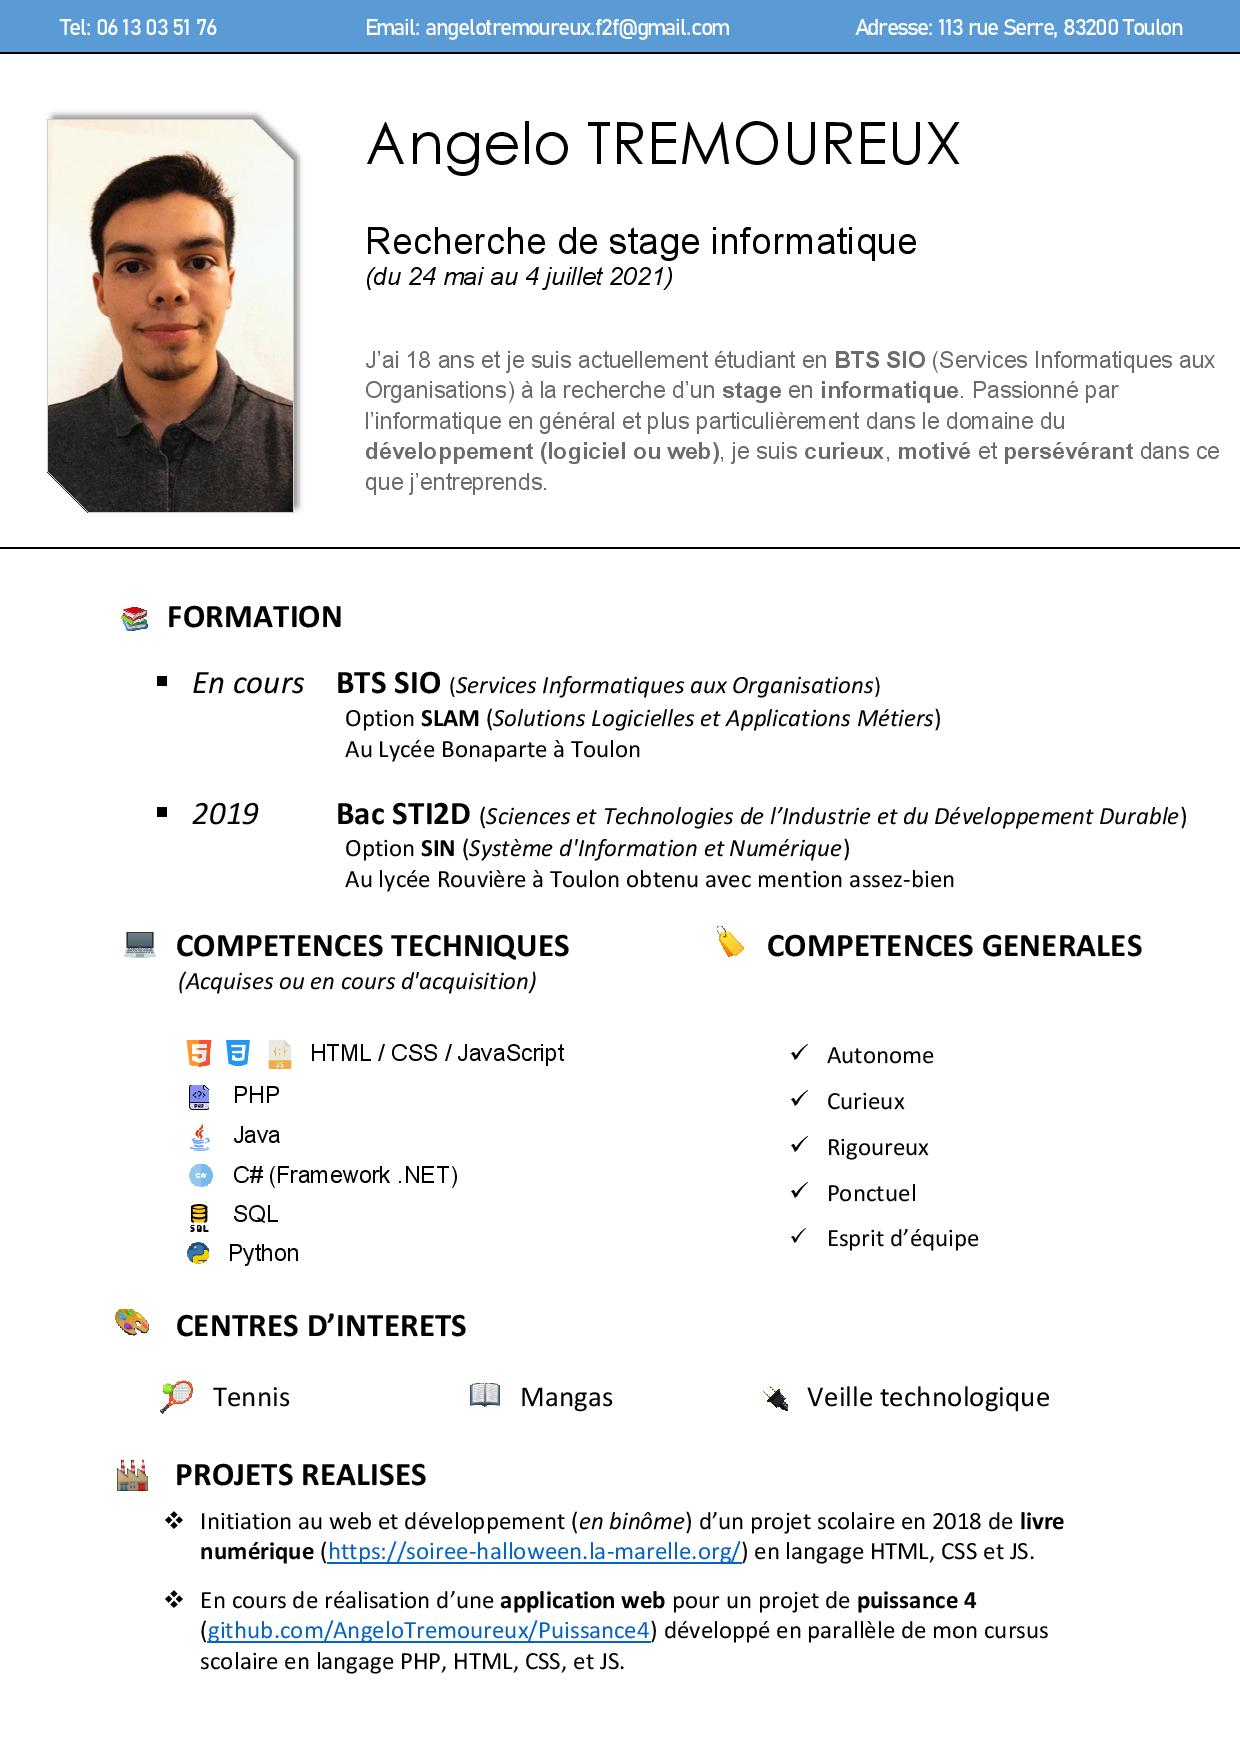 Tel: 06 13 03 51 76 Email: angelotremoureux.f2f@gmail.com Adresse: 113 rue Serre, 83200 Toulon
Angelo TREMOUREUX
Recherche de stage informatique
(du 24 mai au 4 juillet 2021)
J'ai 18 ans et je suis actuellement étudiant en BTS SIO (Services Informatiques aux
Organisations) à la recherche d'un stage en informatique. Passionné par
l'informatique en général et plus particulièrement dans le domaine du
développement (logiciel ou web), je suis curieux, motivé et persévérant dans ce
que j'entreprends.
FORMATION
▪ En cours BTS SIO (Services Informatiques aux Organisations)
Option SLAM (Solutions Logicielles et Applications Métiers)
Au Lycée Bonaparte à Toulon
▪ 2019 Bac STI2D (Sciences et Technologies de l'Industrie et du Développement Durable)
Option SIN (Système d'Information et Numérique)
Au lycée Rouvière à Toulon obtenu avec mention assez-bien
COMPETENCES TECHNIQUES
(Acquises ou en cours d'acquisition)
HTML / CSS / JavaScript
PHP
Java
C# (Framework .NET)
SQL
Python
COMPETENCES GENERALES
✓ Autonome
✓ Curieux
✓ Rigoureux
✓ Ponctuel
✓ Esprit d'équipe
CENTRES D'INTERETS
Tennis Mangas Veille technologique
PROJETS REALISES
❖ Initiation au web et développement (en binôme) d'un projet scolaire en 2018 de livre
numérique (https://soiree-halloween.la-marelle.org/) en langage HTML, CSS et JS.
❖ En cours de réalisation d'une application web pour un projet de puissance 4
(github.com/AngeloTremoureux/Puissance4) développé en parallèle de mon cursus
scolaire en langage PHP, HTML, CSS, et JS.